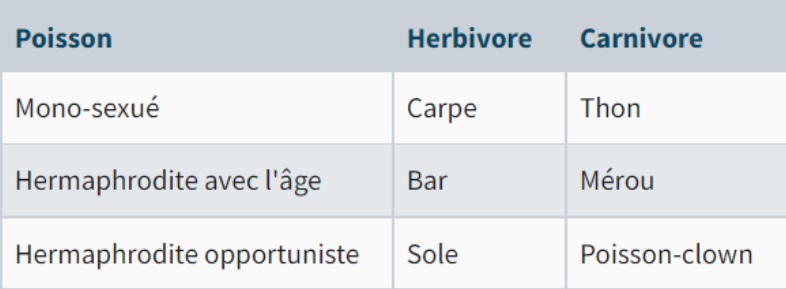 Poisson Herbivore Carnivore
Mono-sexué Carpe Thon
Hermaphrodite avec l'âge Bar Mérou
Hermaphrodite opportuniste Sole Poisson-clown